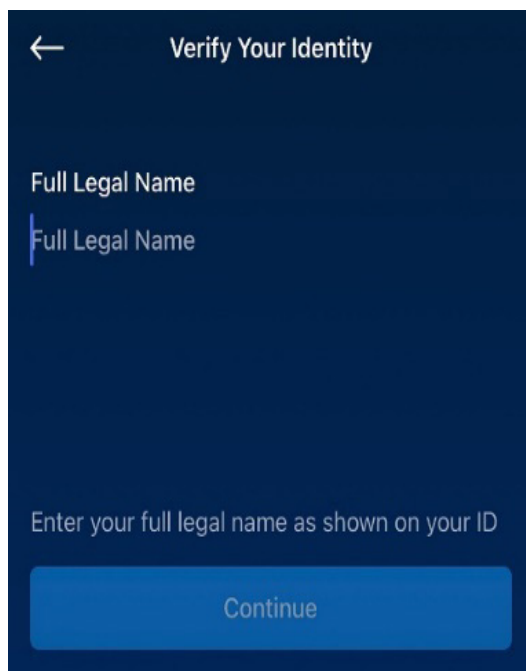 Verify Your Identity
Full Legal Name
Full Legal Name
Enter your full legal name as shown on your ID
Continue